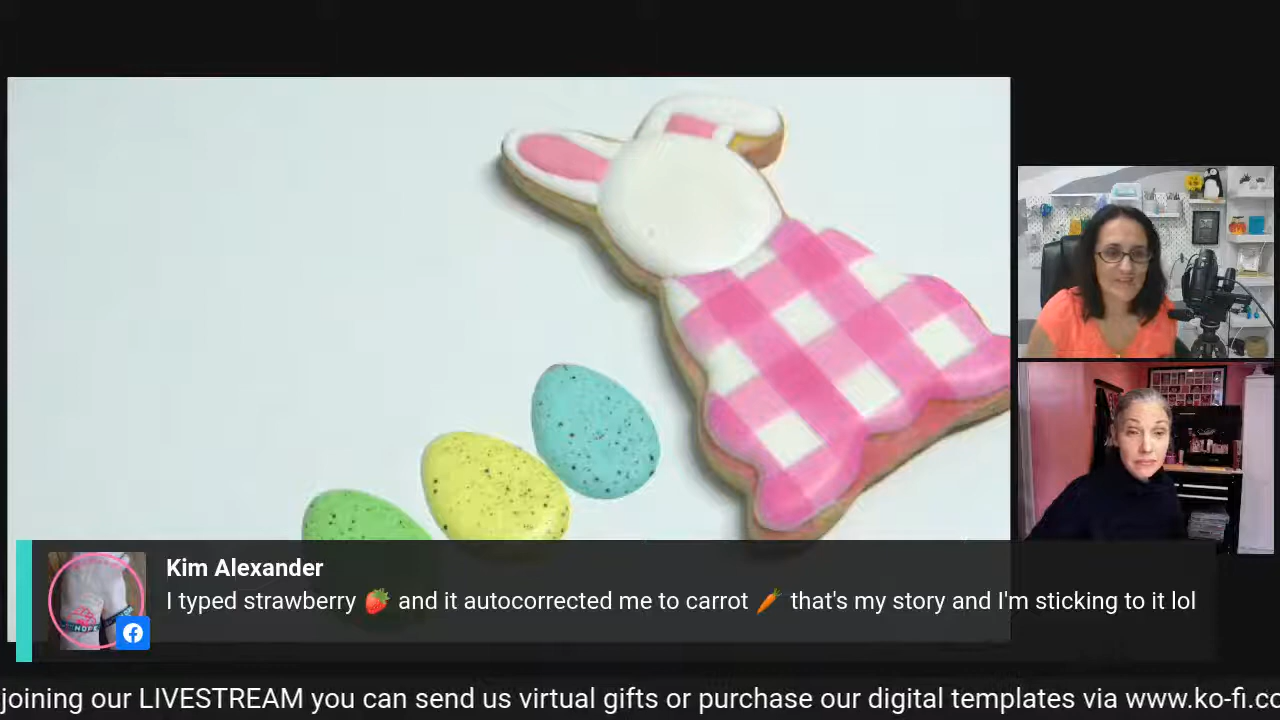 HOPE
Kim Alexander
I typed strawberry 🍓 and it autocorrected me to carrot 🥕 that's my story and I'm sticking to it lol
joining our LIVESTREAM you can send us virtual gifts or purchase our digital templates via www.ko-fi.co